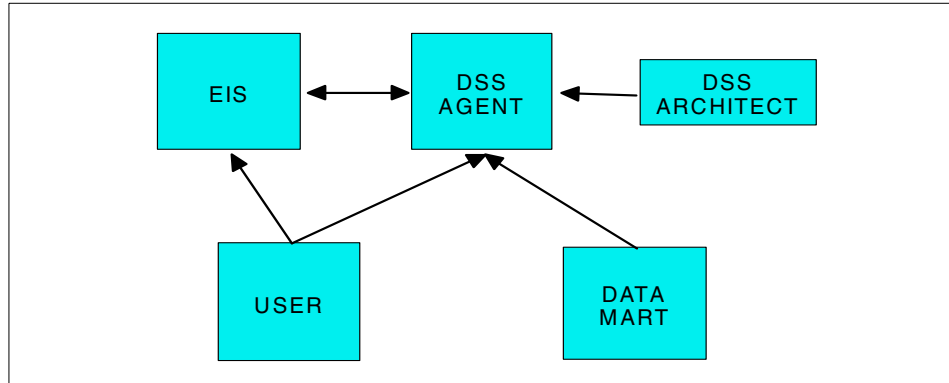 EIS
DSS
AGENT
DSS
ARCHITECT
USER
DATA
MART